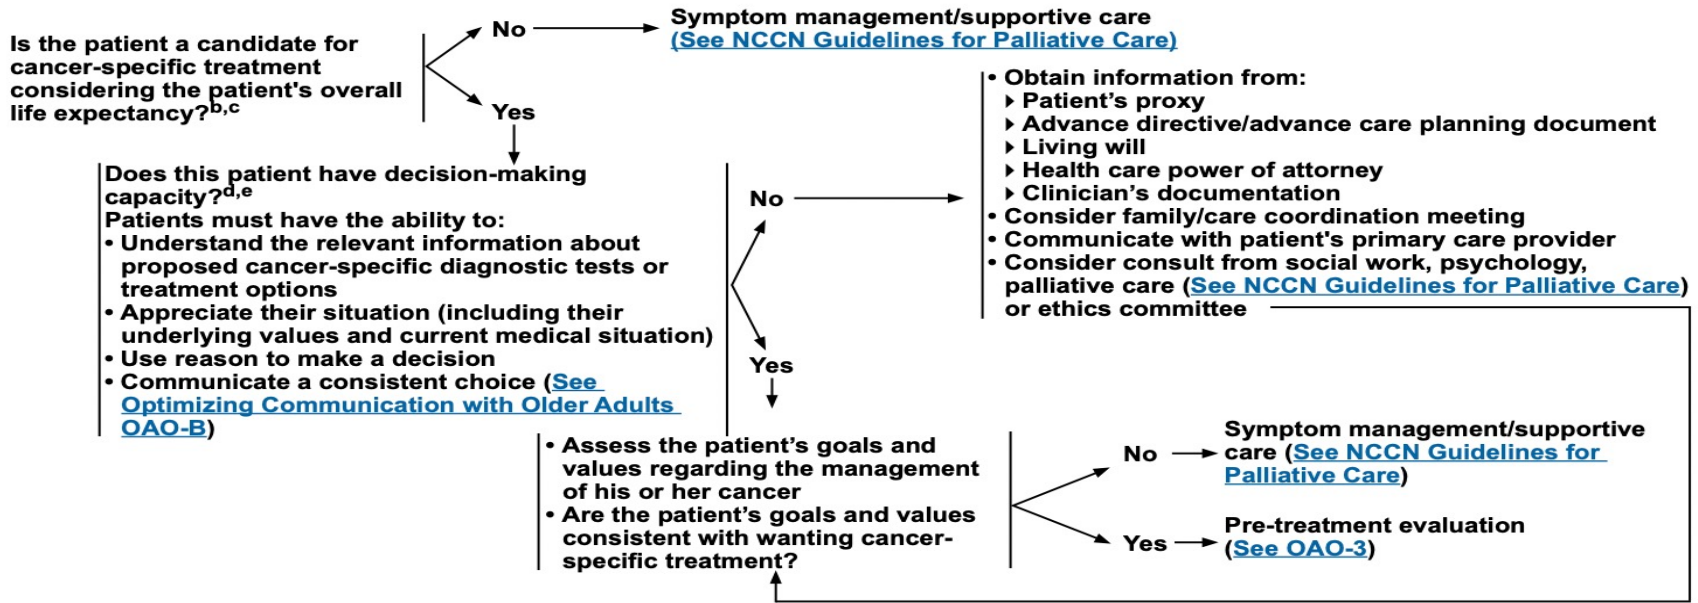 Is the patient a candidate for
cancer-specific treatment
considering the patient's overall
life expectancy?b,c
No
Symptom management/supportive care
(See NCCN Guidelines for Palliative Care)
Yes
Does this patient have decision-making
capacity?d,e
Patients must have the ability to:
• Understand the relevant information about
proposed cancer-specific diagnostic tests or
treatment options
• Appreciate their situation (including their
underlying values and current medical situation)
• Use reason to make a decision
• Communicate a consistent choice (See
Optimizing Communication with Older Adults
OAO-B)
No
• Obtain information from:
▸ Patient's proxy
▸ Advance directive/advance care planning document
▸ Living will
▸ Health care power of attorney
▸ Clinician's documentation
• Consider family/care coordination meeting
• Communicate with patient's primary care provider
• Consider consult from social work, psychology,
palliative care (See NCCN Guidelines for Palliative Care)
or ethics committee
Yes
• Assess the patient's goals and
values regarding the management
of his or her cancer
• Are the patient's goals and values
consistent with wanting cancer-
specific treatment?
No
Symptom management/supportive
care (See NCCN Guidelines for
Palliative Care)
Yes
Pre-treatment evaluation
(See OAO-3)